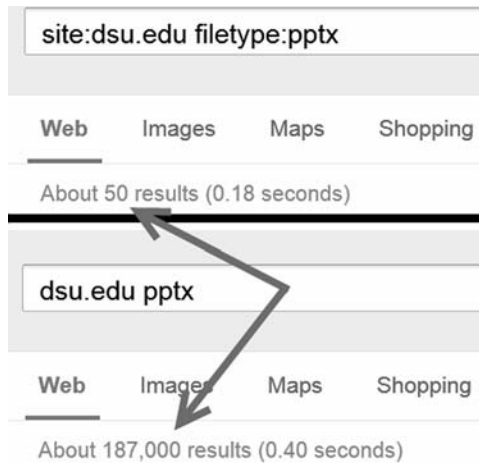 site:dsu.edu filetype:pptx
Web Images Maps Shopping
About 50 results (0.18 seconds)
dsu.edu pptx
Web Images Maps Shopping
About 187,000 results (0.40 seconds)